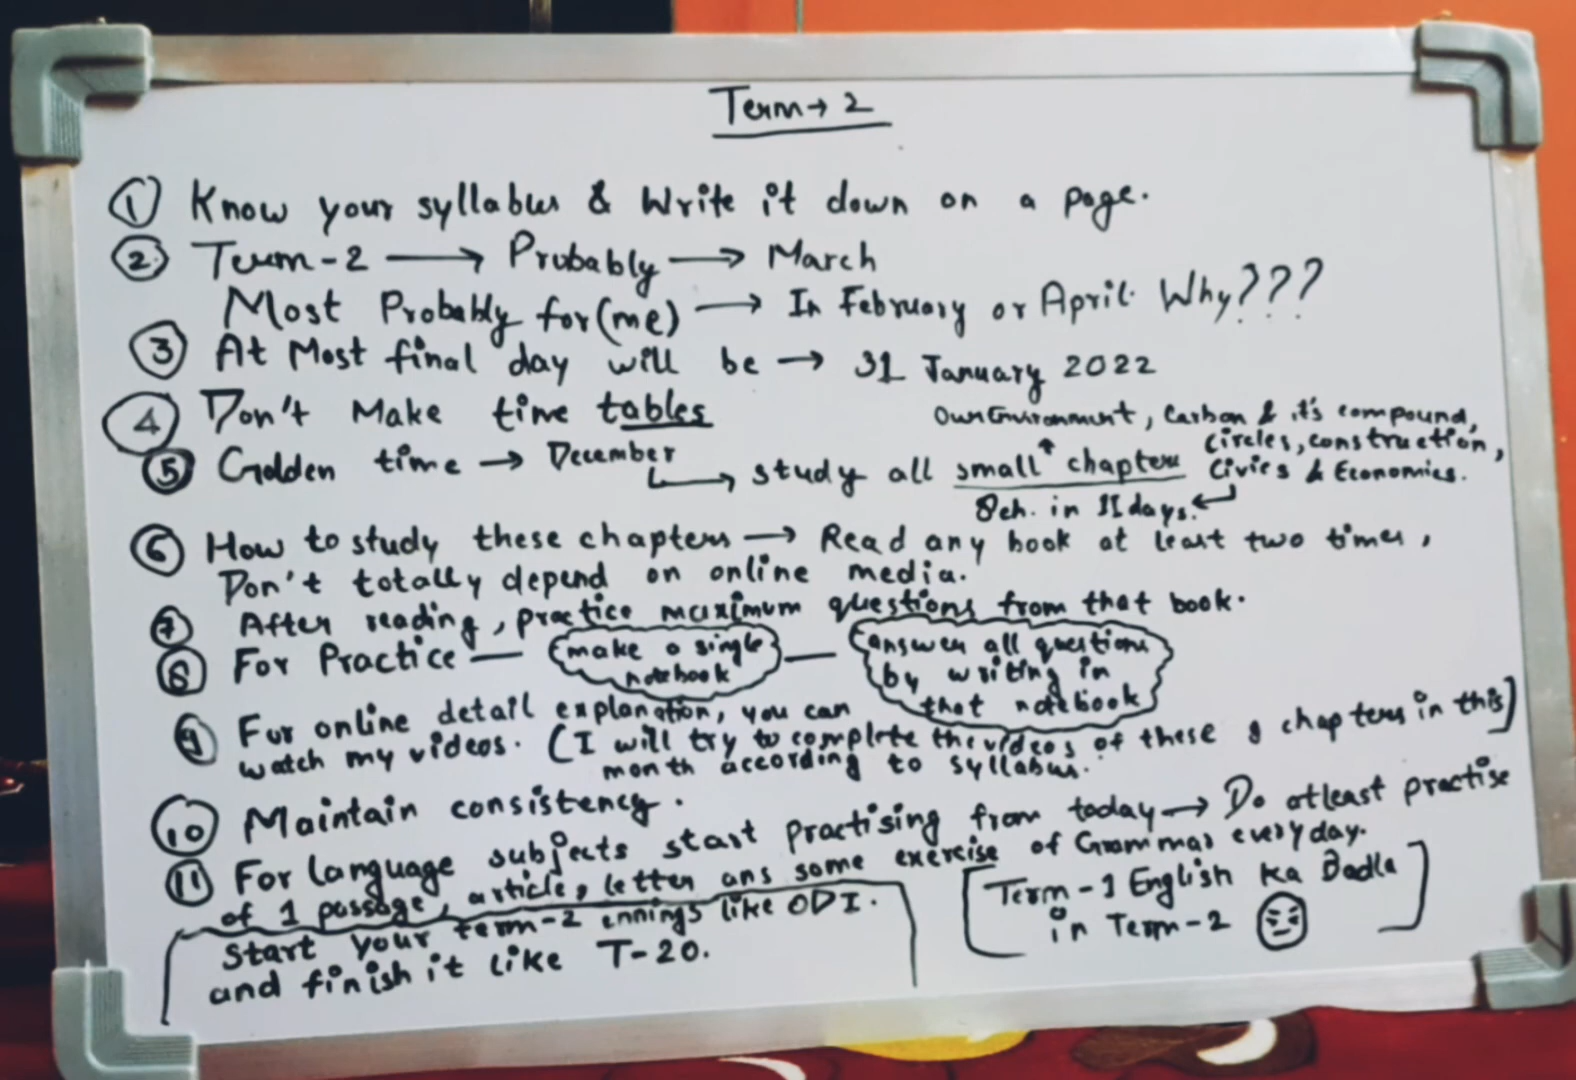 Term → 2
① Know your syllabus & Write it down on a page.
② Term-2 → Probably → March
Most Probably for (me) → In February or April. Why???
③ At Most final day will be → 31 January 2022
④ Don't Make time tables
Own Environment, Carbon & it's compound,
circles, construction,
⑤ Golden time → December ↳ study all small chapters Civics & Economics.
8 ch. in 11 days.
⑥ How to study these chapters → Read any book at least two times,
Don't totally depend on online media.
⑦ After reading, practice maximum questions from that book.
⑧ For Practice — make a single notebook — answer all questions by writing in that notebook
⑨ For online detail explanation, you can
watch my videos. (I will try to complete the videos of these 8 chapters in this
month according to syllabus.)
⑩ Maintain consistency.
⑪ For language subjects start practising from today → Do atleast practise
of 1 passage, article, letter ans some exercise of Grammar everyday.
Start your term-2 ennings like ODI.
and finish it like T-20.
[Term-1 English ka Badla
in Term-2]